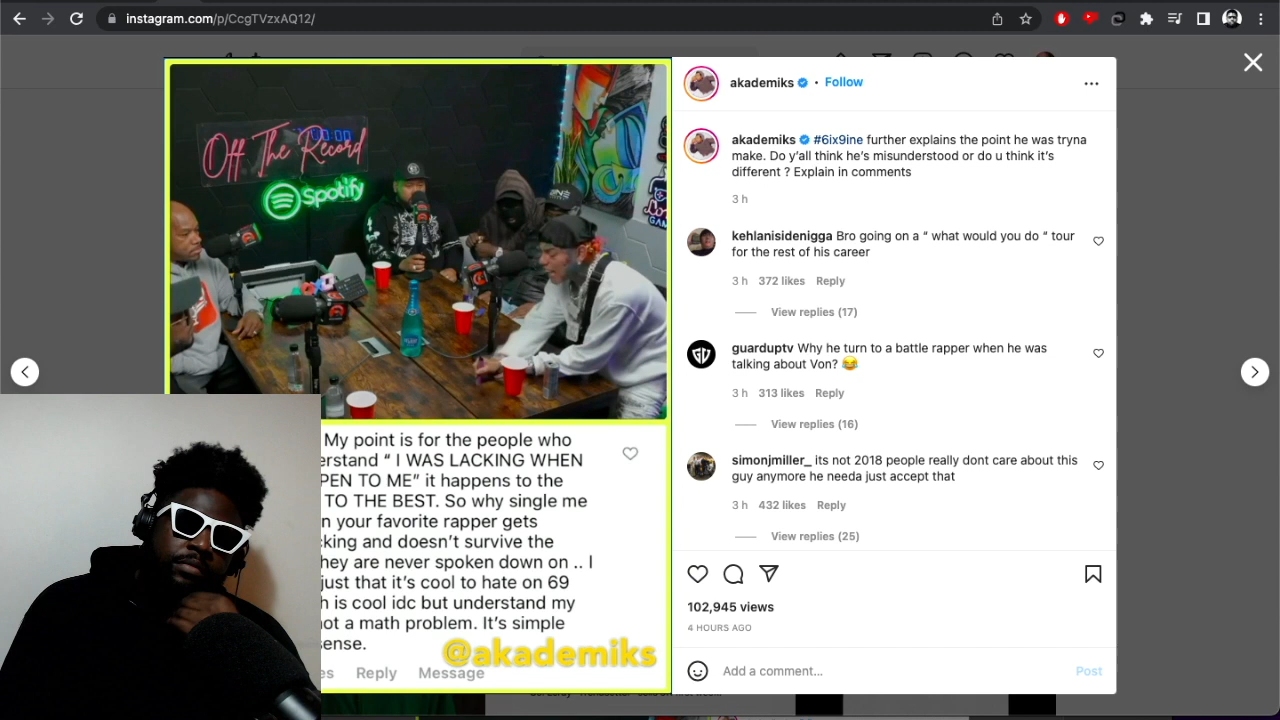 instagram.com/p/CcgTVzxAQ12/
Off The Record
Spotify
My point is for the people who
erstand “ I WAS LACKING WHEN
PEN TO ME” it happens to the
TO THE BEST. So why single me
n your favorite rapper gets
cking and doesn’t survive the
hey are never spoken down on .. I
just that it’s cool to hate on 69
h is cool idc but understand my
not a math problem. It’s simple
sense.
@akademiks
es Reply Message
akademiks • Follow
akademiks #6ix9ine further explains the point he was tryna
make. Do y’all think he’s misunderstood or do u think it’s
different ? Explain in comments
3 h
kehlanisidenigga Bro going on a “ what would you do “ tour
for the rest of his career
3 h 372 likes Reply
View replies (17)
guarduptv Why he turn to a battle rapper when he was
talking about Von? 😂
3 h 313 likes Reply
View replies (16)
simonjmiller_ its not 2018 people really dont care about this
guy anymore he needa just accept that
3 h 432 likes Reply
View replies (25)
102,945 views
4 HOURS AGO
Add a comment...
Post